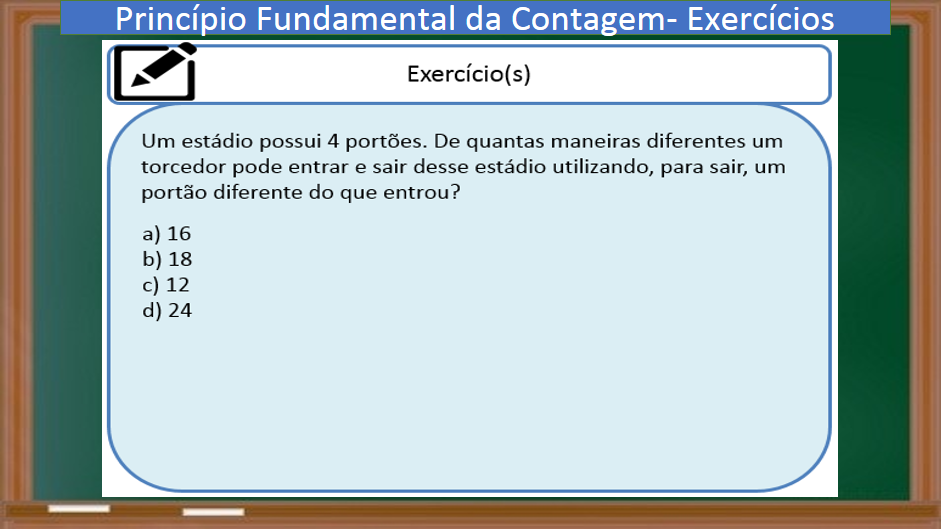 Princípio Fundamental da Contagem- Exercícios
Exercício(s)
Um estádio possui 4 portões. De quantas maneiras diferentes um
torcedor pode entrar e sair desse estádio utilizando, para sair, um
portão diferente do que entrou?
a) 16
b) 18
c) 12
d) 24